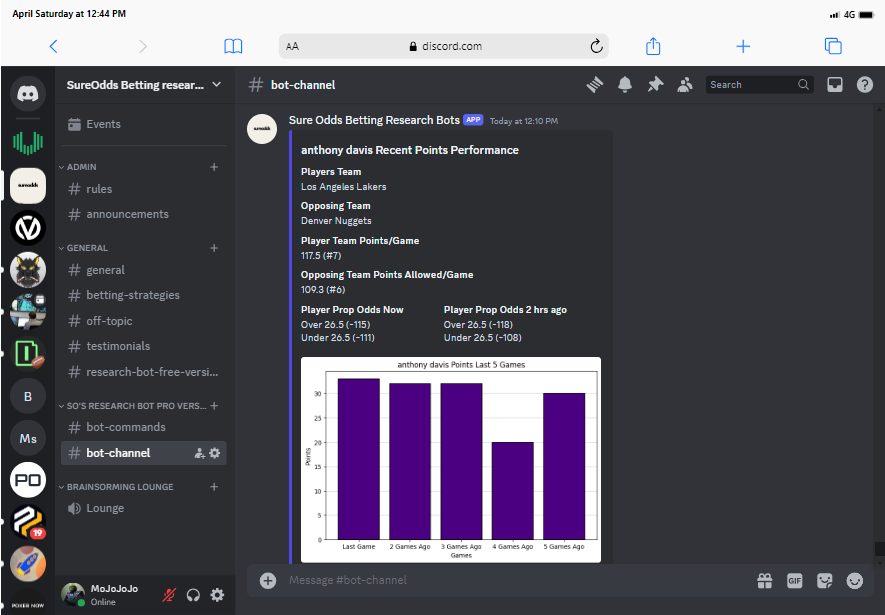 April Saturday at 12:44 PM
4G
AA
discord.com
SureOdds Betting resear...
# bot-channel
Search
Events
ADMIN
# rules
# announcements
GENERAL
# general
# betting-strategies
# off-topic
# testimonials
# research-bot-free-versi...
SO'S RESEARCH BOT PRO VERS...
# bot-commands
# bot-channel
BRAINSORMING LOUNGE
Lounge
sureodds
B
Ms
PO
19
POKER NOW
MoJoJoJo
Online
sureodds
Sure Odds Betting Research Bots APP Today at 12:10 PM
anthony davis Recent Points Performance
Players Team
Los Angeles Lakers
Opposing Team
Denver Nuggets
Player Team Points/Game
117.5 (#7)
Opposing Team Points Allowed/Game
109.3 (#6)
Player Prop Odds Now Player Prop Odds 2 hrs ago
Over 26.5 (-115) Over 26.5 (-118)
Under 26.5 (-111) Under 26.5 (-108)
anthony davis Points Last 5 Games
30
25
20
15
10
5
0
Points
Last Game 2 Games Ago 3 Games Ago 4 Games Ago 5 Games Ago
Games
Message #bot-channel
GIF